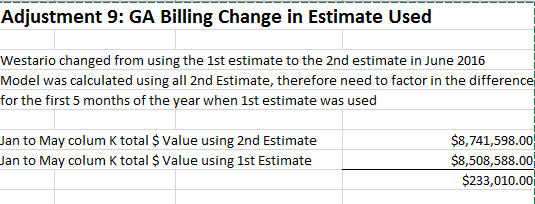 Adjustment 9: GA Billing Change in Estimate Used
Westario changed from using the 1st estimate to the 2nd estimate in June 2016
Model was calculated using all 2nd Estimate, therefore need to factor in the difference
for the first 5 months of the year when 1st estimate was used
Jan to May colum K total $ Value using 2nd Estimate $8,741,598.00
Jan to May colum K total $ Value using 1st Estimate $8,508,588.00
$233,010.00